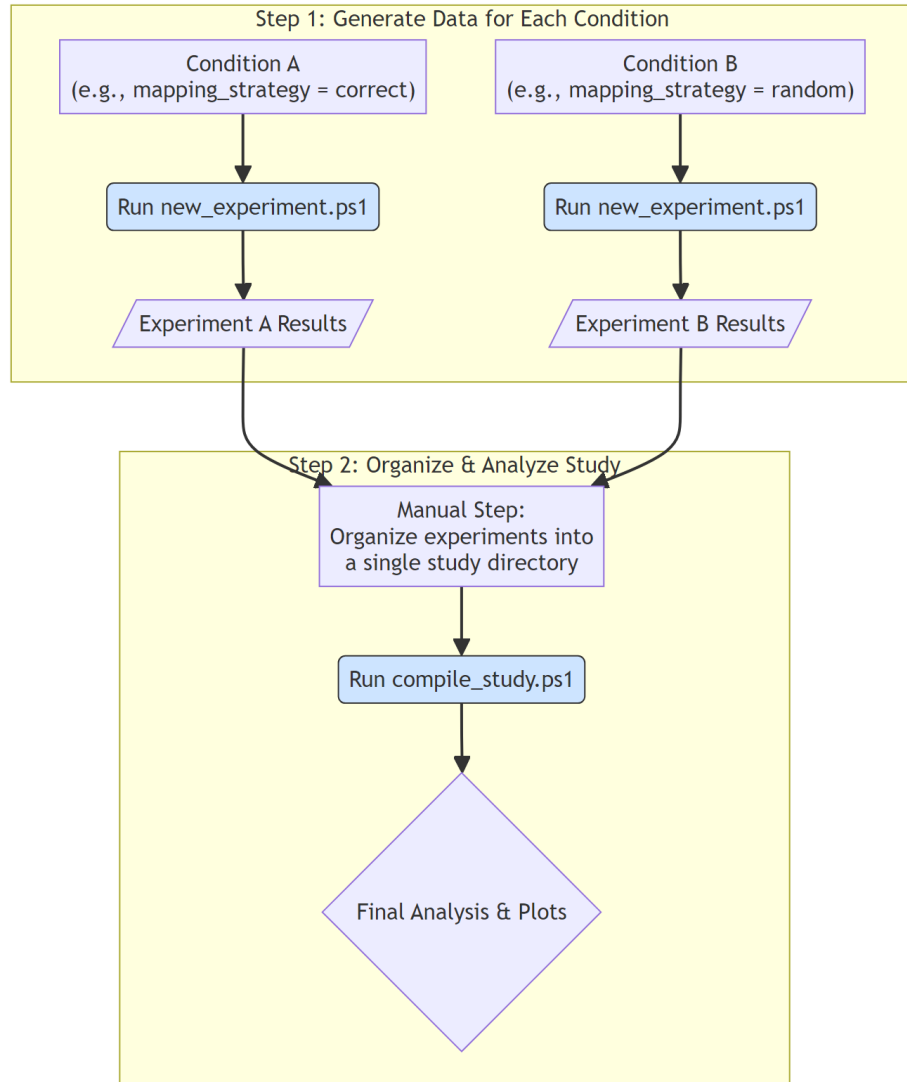 Step 1: Generate Data for Each Condition
Condition A
(e.g., mapping_strategy = correct)
Condition B
(e.g., mapping_strategy = random)
Run new_experiment.ps1
Run new_experiment.ps1
Experiment A Results
Experiment B Results
Step 2: Organize & Analyze Study
Manual Step:
Organize experiments into
a single study directory
Run compile_study.ps1
Final Analysis & Plots